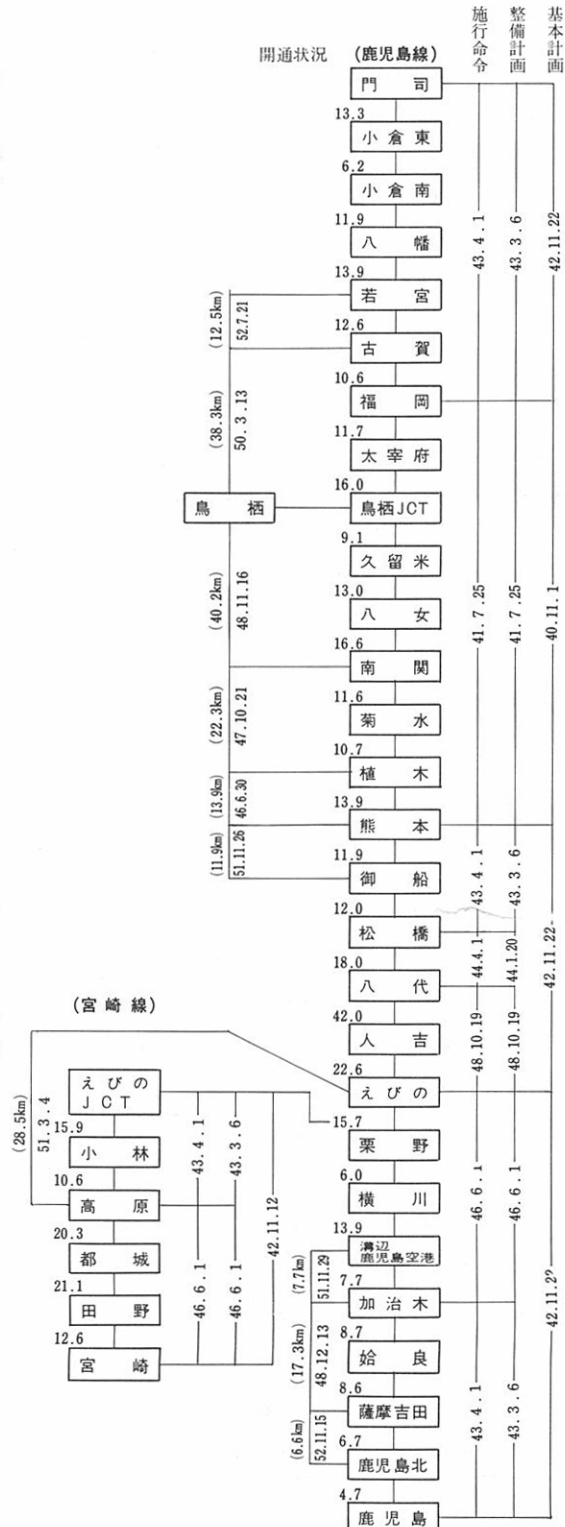 開通状況
(鹿児島線)
施行命令
整備計画
基本計画
門司
13.3
小倉東
6.2
小倉南
11.9
八幡
13.9
若宮
12.6
古賀
10.6
福岡
11.7
太宰府
16.0
鳥栖JCT
9.1
久留米
13.0
八女
16.6
南関
11.6
菊水
10.7
植木
13.9
熊本
11.9
御船
12.0
松橋
18.0
八代
42.0
人吉
22.6
えびの
15.7
栗野
6.0
横川
13.9
溝辺
鹿児島空港
7.7
加治木
8.7
姶良
8.6
薩摩吉田
6.7
鹿児島北
4.7
鹿児島
(12.5km)
52.7.21
(38.3km)
50.3.13
鳥栖
(40.2km)
48.11.16
(22.3km)
47.10.21
(13.9km)
46.6.30
(11.9km)
51.11.26
(7.7km)
51.11.29
(17.3km)
48.12.13
(6.6km)
52.11.15
43.4.1
43.3.6
42.11.22
41.7.25
41.7.25
40.11.1
43.4.1
43.3.6
44.4.1
44.1.20
42.11.22
48.10.19
48.10.19
46.6.1
46.6.1
43.4.1
43.3.6
(宮崎線)
(28.5km)
51.3.4
えびの
JCT
15.9
小林
10.6
高原
20.3
都城
21.1
田野
12.6
宮崎
43.4.1
43.3.6
42.11.12
46.6.1
46.6.1